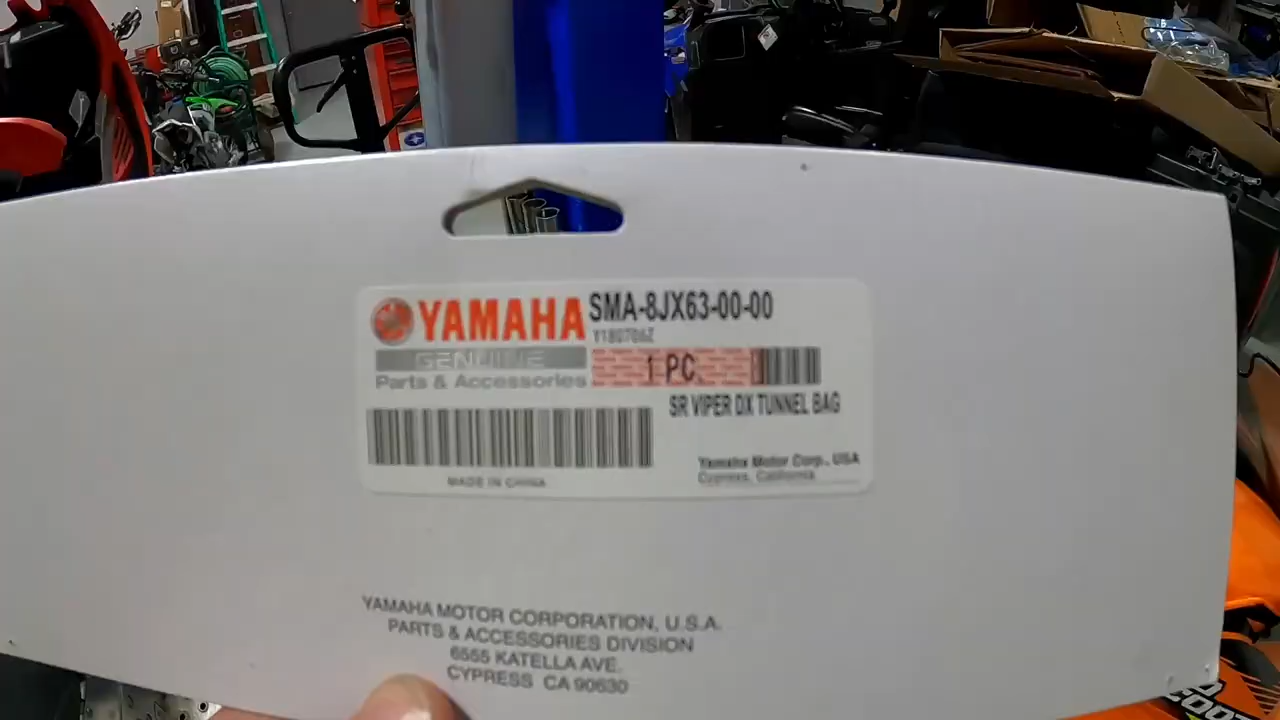 YAMAHA SMA-8JX63-00-00
GENUINE
1 PC.
Parts & Accessories
SR VIPER DX TUNNEL BAG
Yamaha Motor Corp., USA
Cypress, California
MADE IN CHINA
YAMAHA MOTOR CORPORATION, U.S.A.
PARTS & ACCESSORIES DIVISION
6555 KATELLA AVE.
CYPRESS CA 90630